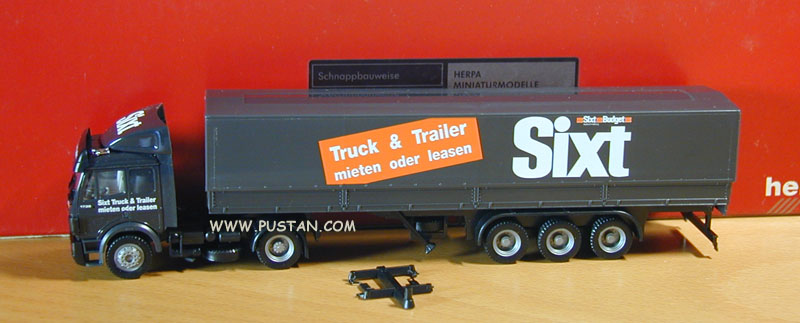 Schnappbauweise
HERPA
MINIATURMODELLE
Sixt
Sixt Budget
Truck & Trailer
mieten oder leasen
Sixt
Sixt Truck & Trailer
mieten oder leasen
WWW.PUSTAN.COM
he